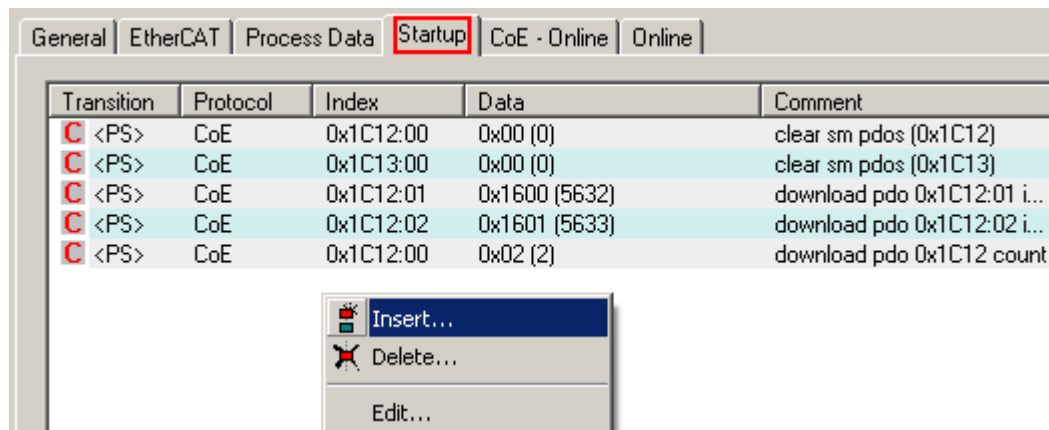 General EtherCAT Process Data Startup CoE - Online Online
Transition Protocol Index Data Comment
C <PS> CoE 0x1C12:00 0x00 (0) clear sm pdos (0x1C12)
C <PS> CoE 0x1C13:00 0x00 (0) clear sm pdos (0x1C13)
C <PS> CoE 0x1C12:01 0x1600 (5632) download pdo 0x1C12:01 i...
C <PS> CoE 0x1C12:02 0x1601 (5633) download pdo 0x1C12:02 i...
C <PS> CoE 0x1C12:00 0x02 (2) download pdo 0x1C12 count
Insert...
Delete...
Edit...